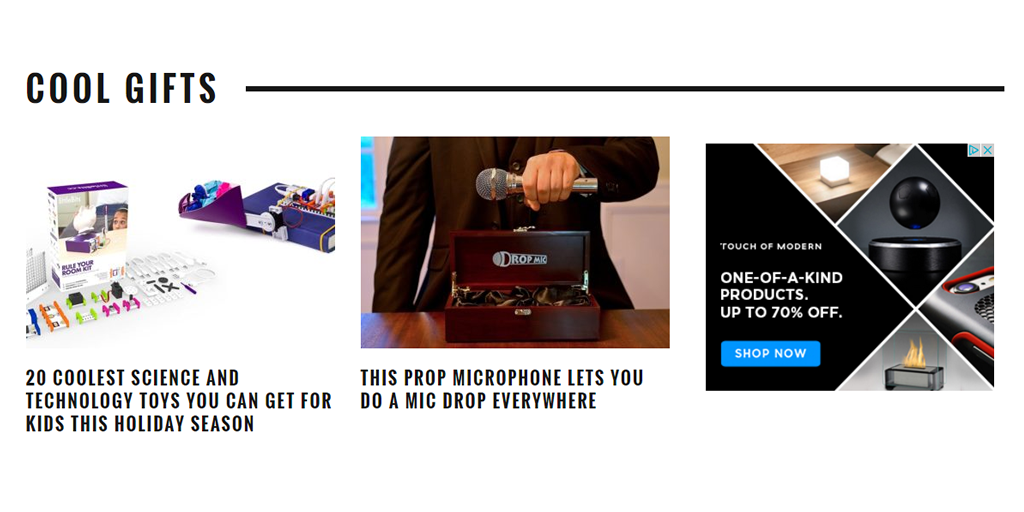 COOL GIFTS
littleBits
RULE YOUR
ROOM KIT
20 COOLEST SCIENCE AND
TECHNOLOGY TOYS YOU CAN GET FOR
KIDS THIS HOLIDAY SEASON
DROP MIC
THIS PROP MICROPHONE LETS YOU
DO A MIC DROP EVERYWHERE
TOUCH OF MODERN
ONE-OF-A-KIND
PRODUCTS.
UP TO 70% OFF.
SHOP NOW